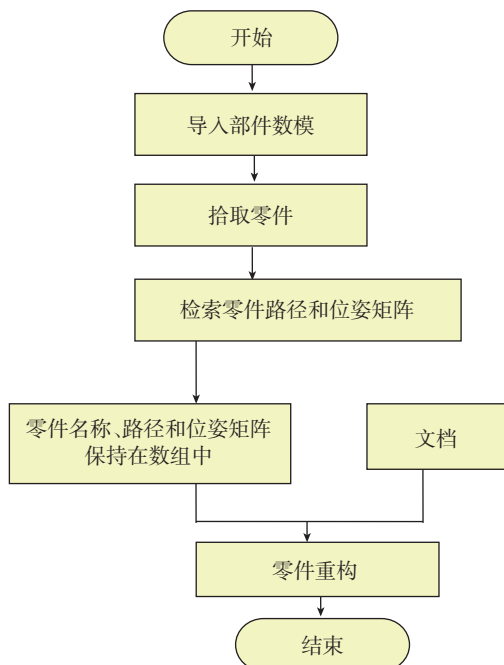 开始
导入部件数模
拾取零件
检索零件路径和位姿矩阵
零件名称、路径和位姿矩阵
保持在数组中
文档
零件重构
结束